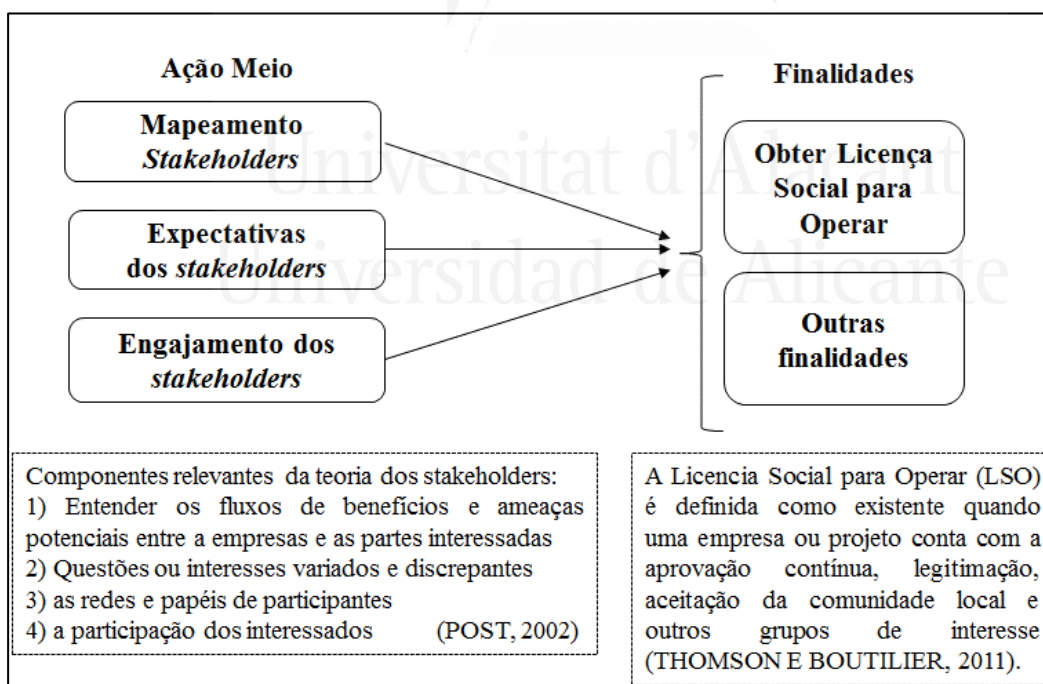 Ação Meio
Mapeamento
Stakeholders
Expectativas
dos stakeholders
Engajamento dos
stakeholders
Finalidades
Obter Licença
Social para
Operar
Outras
finalidades
Universitat d'Alacant
Universidad de Alicante
Componentes relevantes da teoria dos stakeholders:
1) Entender os fluxos de benefícios e ameaças
potenciais entre a empresas e as partes interessadas
2) Questões ou interesses variados e discrepantes
3) as redes e papéis de participantes
4) a participação dos interessados (POST, 2002)
A Licencia Social para Operar (LSO)
é definida como existente quando
uma empresa ou projeto conta com a
aprovação contínua, legitimação,
aceitação da comunidade local e
outros grupos de interesse
(THOMSON E BOUTILIER, 2011).